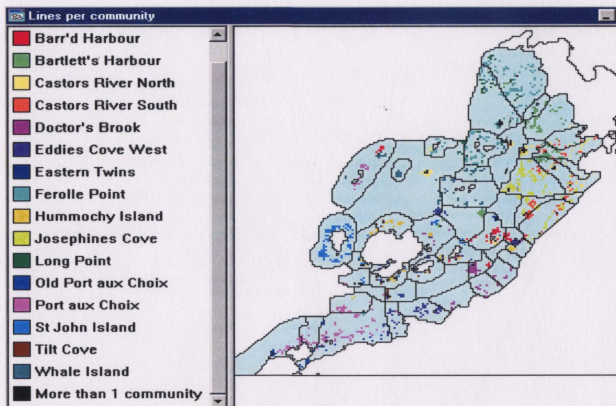 Lines per community
Barr'd Harbour
Bartlett's Harbour
Castors River North
Castors River South
Doctor's Brook
Eddies Cove West
Eastern Twins
Ferolle Point
Hummochy Island
Josephines Cove
Long Point
Old Port aux Choix
Port aux Choix
St John Island
Tilt Cove
Whale Island
More than 1 community